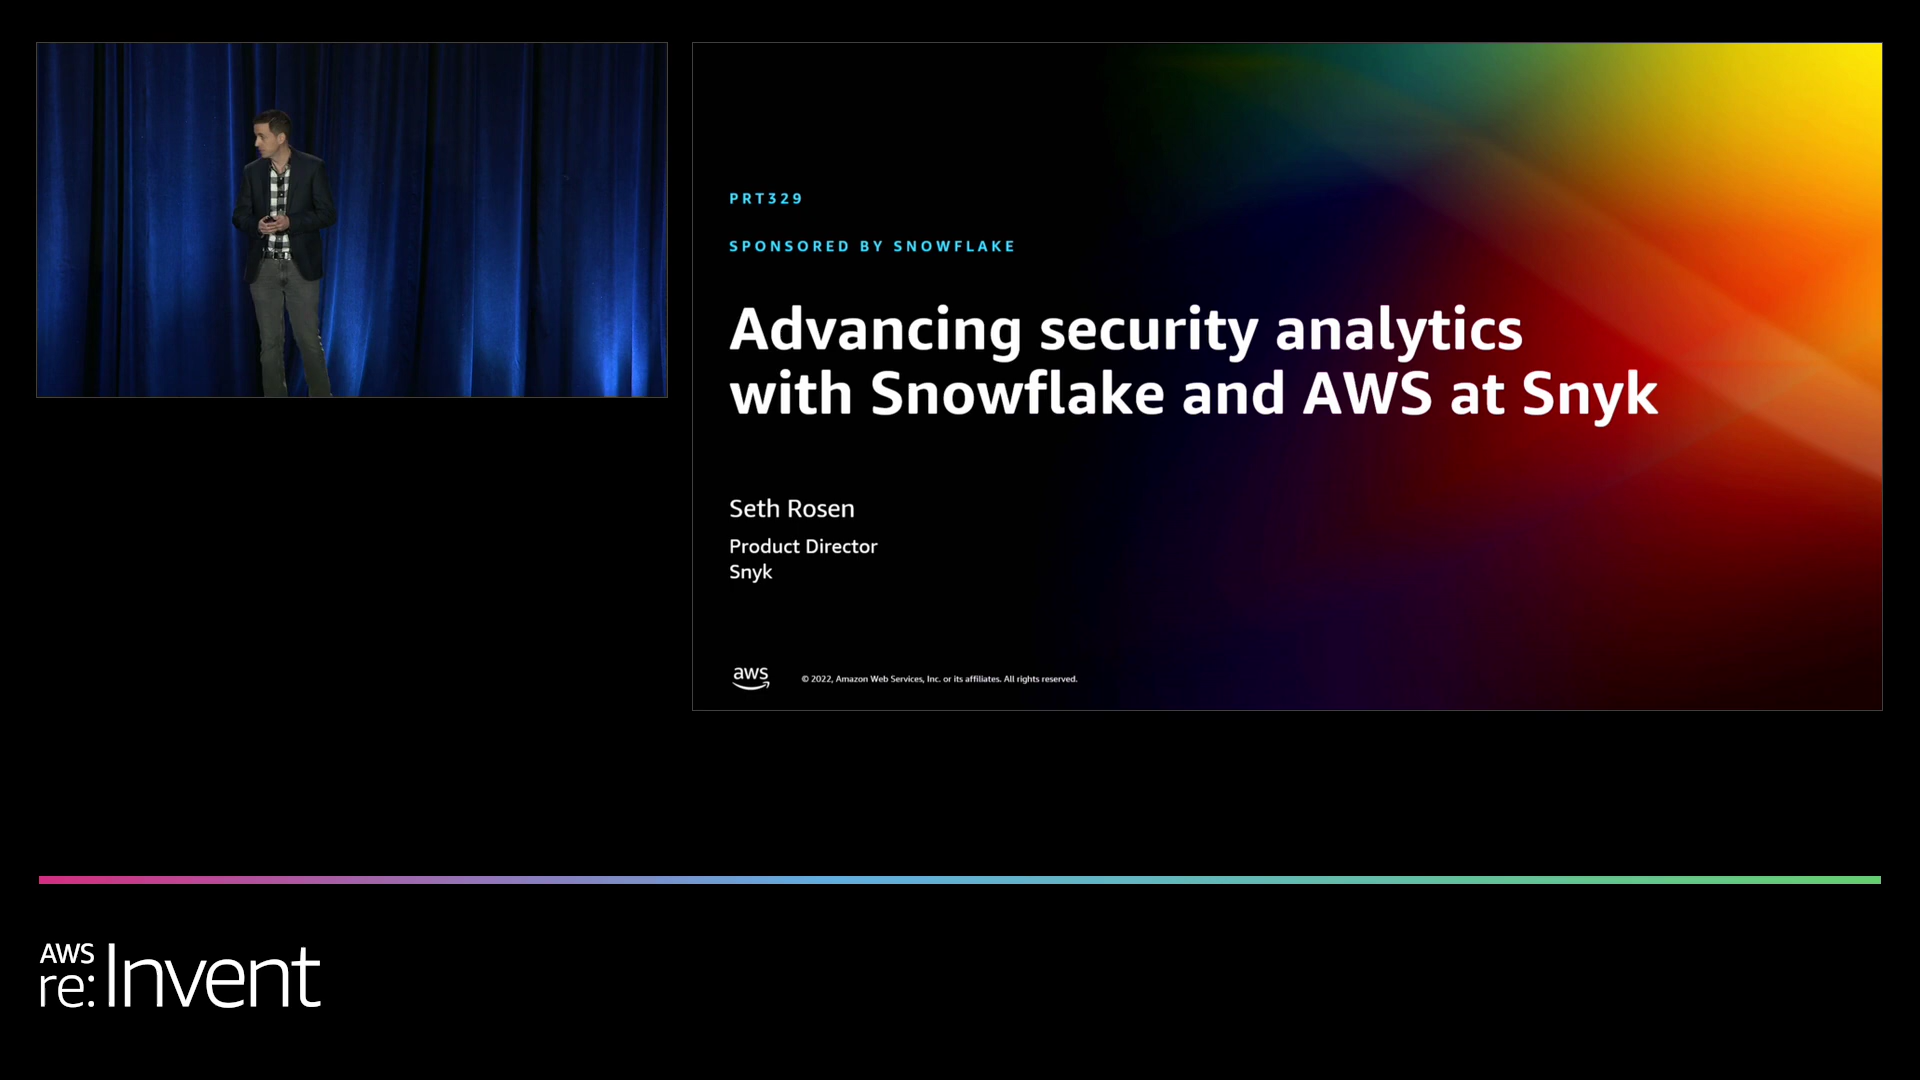 PRT329
SPONSORED BY SNOWFLAKE
Advancing security analytics
with Snowflake and AWS at Snyk
Seth Rosen
Product Director
Snyk
aws
© 2022, Amazon Web Services, Inc. or its affiliates. All rights reserved.
AWS
re:Invent